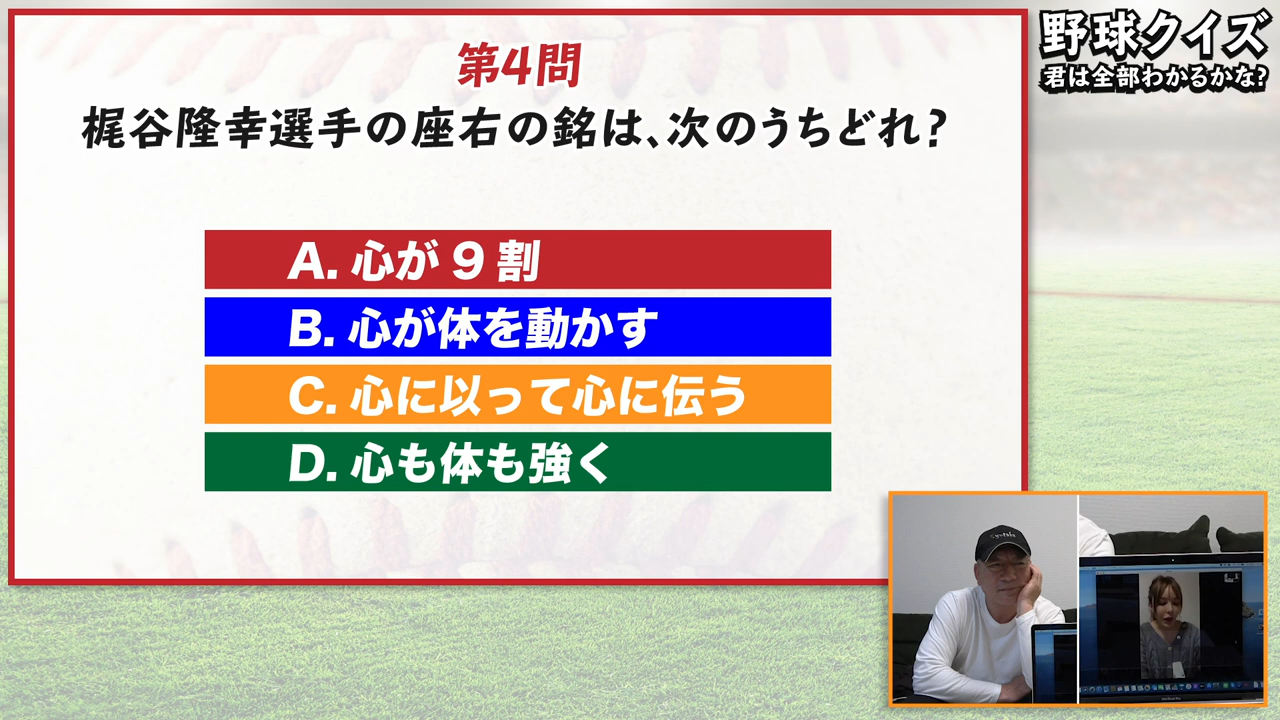 第4問
野球クイズ
君は全部わかるかな?
梶谷隆幸選手の座右の銘は、次のうちどれ?
A. 心が9割
B. 心が体を動かす
C. 心に以って心に伝う
D. 心も体も強く